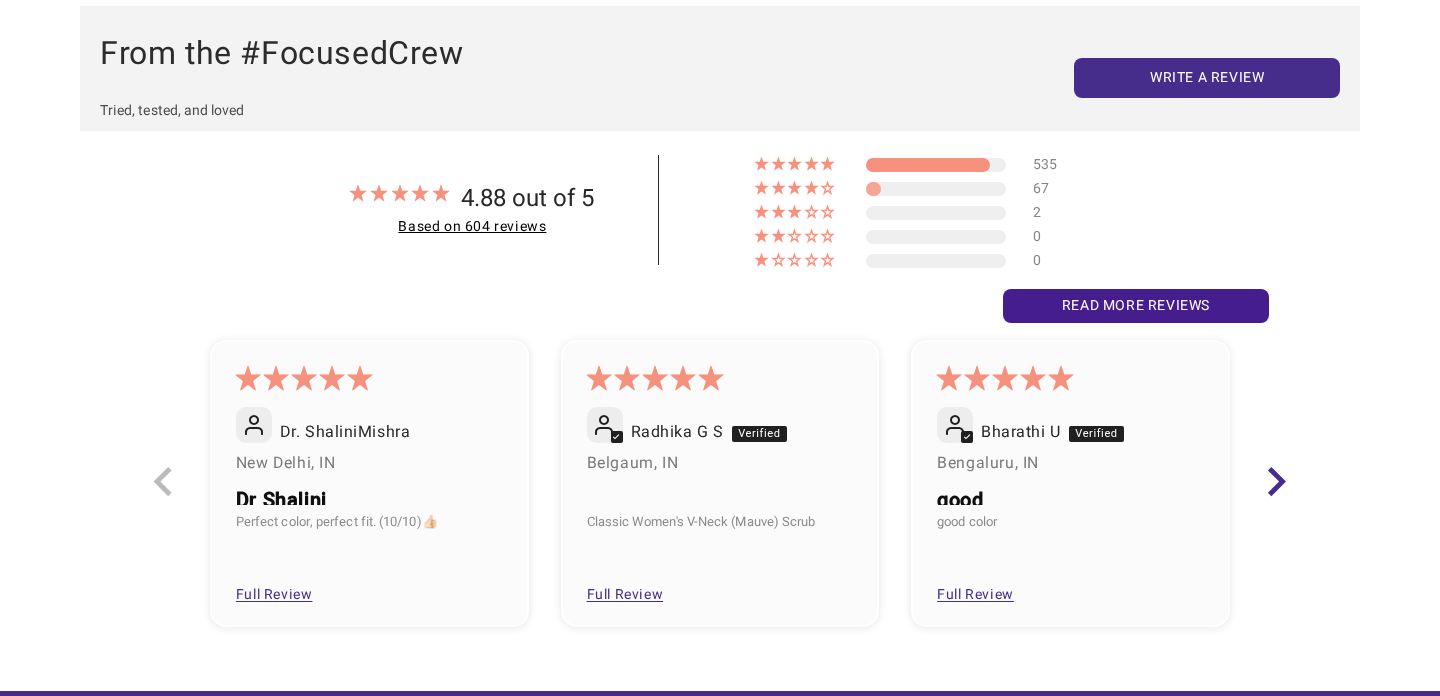 From the #FocusedCrew
WRITE A REVIEW
Tried, tested, and loved
4.88 out of 5
Based on 604 reviews
535
67
2
0
0
READ MORE REVIEWS
Dr. ShaliniMishra
New Delhi, IN
Dr Shalini
Perfect color, perfect fit. (10/10)👍🏼
Full Review
Radhika G S Verified
Belgaum, IN
Classic Women's V-Neck (Mauve) Scrub
Full Review
Bharathi U Verified
Bengaluru, IN
good
good color
Full Review